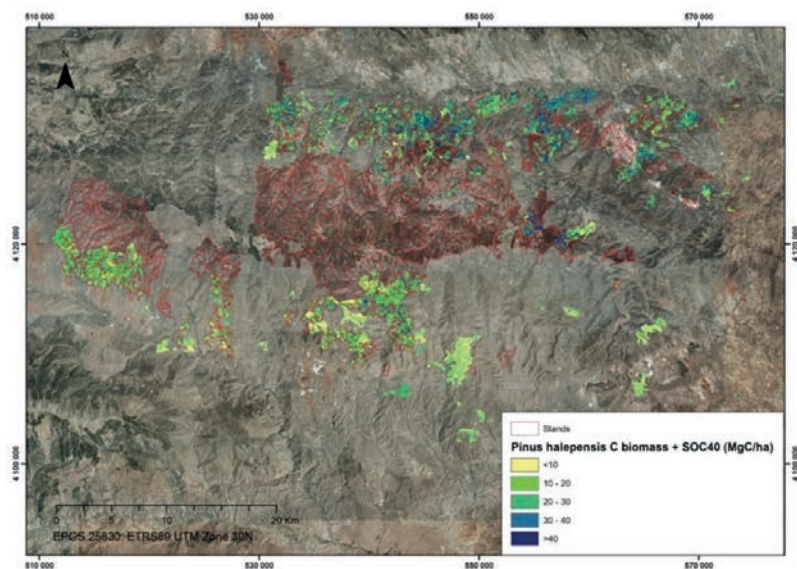 510 000 530 000 550 000 570 000
4 120 000 4 120 000
4 100 000 4 100 000
Stands
Pinus halepensis C biomass + SOC40 (MgC/ha)
<10
10 - 20
20 - 30
30 - 40
>40
0 5 10 20 Km
EPGS 25830: ETRS89 UTM Zone 30N
510 000 530 000 550 000 570 000